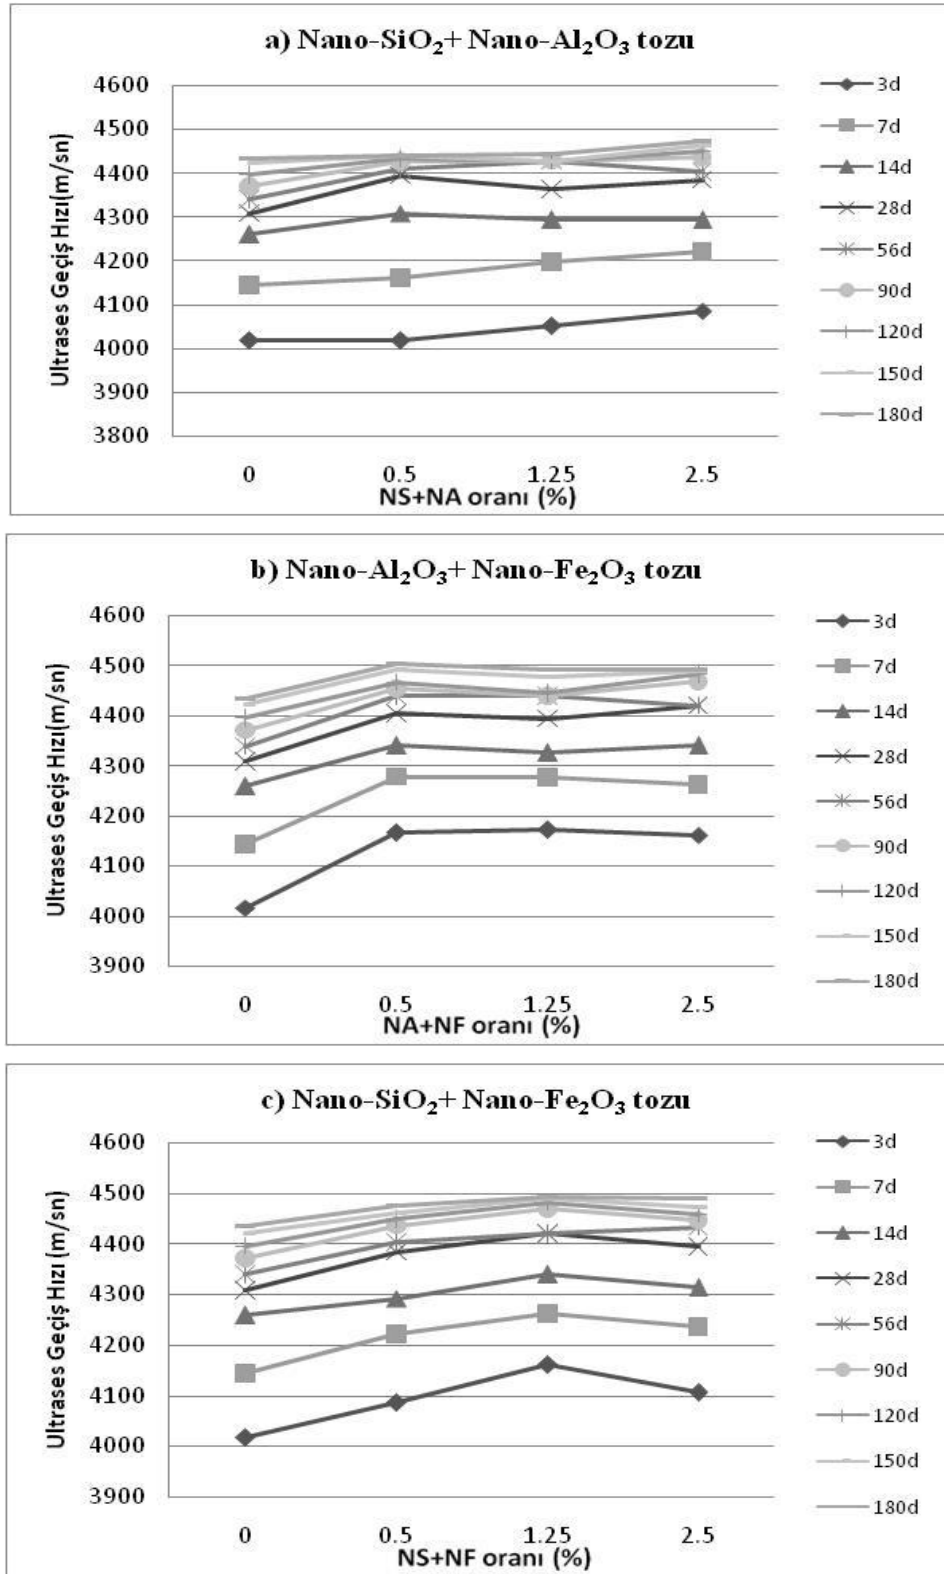 a) Nano-SiO₂+ Nano-Al₂O₃ tozu
Ultrases Geçiş Hızı(m/sn)
4600
4500
4400
4300
4200
4100
4000
3900
3800
0 0.5 1.25 2.5
NS+NA oranı (%)
3d
7d
14d
28d
56d
90d
120d
150d
180d
b) Nano-Al₂O₃+ Nano-Fe₂O₃ tozu
Ultrases Geçiş Hızı(m/sn)
4600
4500
4400
4300
4200
4100
4000
3900
0 0.5 1.25 2.5
NA+NF oranı (%)
3d
7d
14d
28d
56d
90d
120d
150d
180d
c) Nano-SiO₂+ Nano-Fe₂O₃ tozu
Ultrases Geçiş Hızı (m/sn)
4600
4500
4400
4300
4200
4100
4000
3900
0 0.5 1.25 2.5
NS+NF oranı (%)
3d
7d
14d
28d
56d
90d
120d
150d
180d